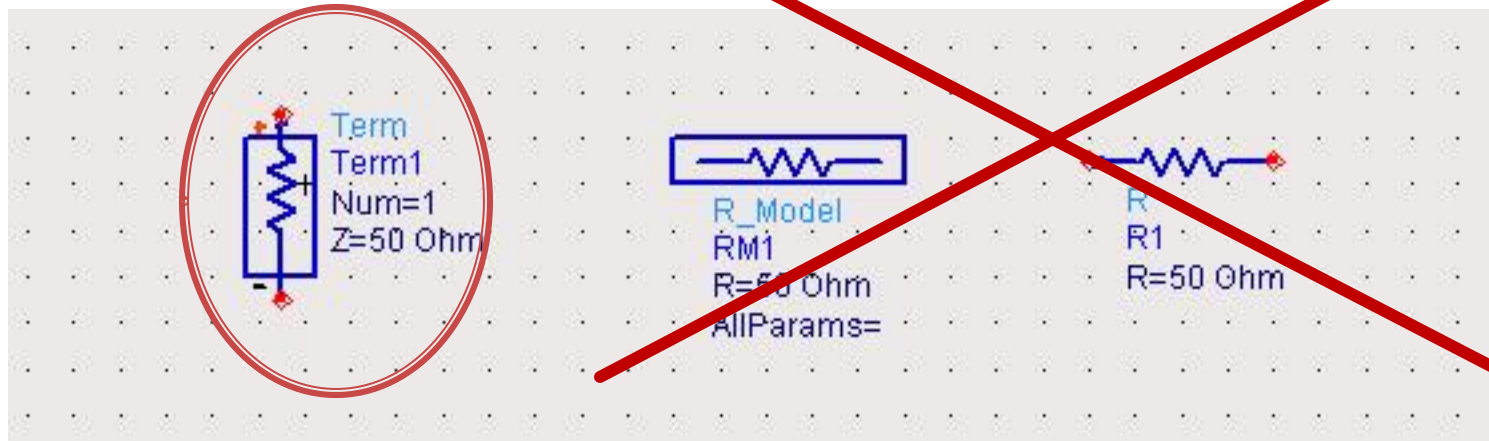 Term
Term1
Num=1
Z=50 Ohm
R_Model
RM1
R=50 Ohm
AllParams=
R
R1
R=50 Ohm